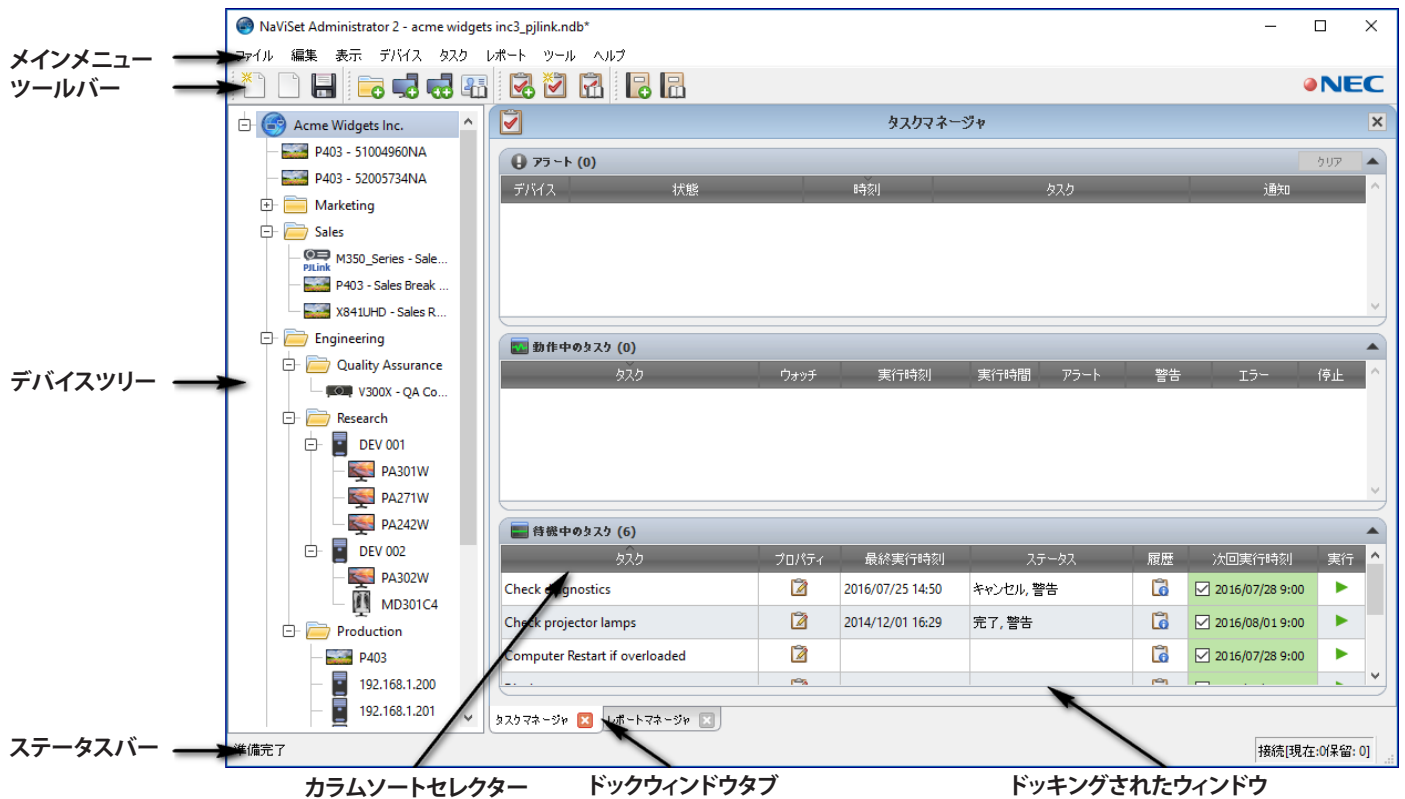 NaViSet Administrator 2 - acme widgets inc3_pjlink.ndb*
メインメニュー
ファイル 編集 表示 デバイス タスク レポート ツール ヘルプ
ツールバー
NEC
Acme Widgets Inc.
P403 - 51004960NA
P403 - 52005734NA
Marketing
Sales
PJLink
M350_Series - Sale...
P403 - Sales Break ...
X841UHD - Sales R...
Engineering
デバイスツリー
Quality Assurance
V300X - QA Co...
Research
DEV 001
PA301W
PA271W
PA242W
DEV 002
PA302W
MD301C4
Production
P403
192.168.1.200
192.168.1.201
タスクマネージャ
アラート (0)
クリア
デバイス 状態 時刻 タスク 通知
動作中のタスク (0)
タスク ウォッチ 実行時刻 実行時間 アラート 警告 エラー 停止
待機中のタスク (6)
タスク プロパティ 最終実行時刻 ステータス 履歴 次回実行時刻 実行
Check diagnostics 2016/07/25 14:50 キャンセル, 警告 2016/07/28 9:00
Check projector lamps 2014/12/01 16:29 完了, 警告 2016/08/01 9:00
Computer Restart if overloaded 2016/07/28 9:00
タスクマネージャ レポートマネージャ
ステータスバー
準備完了
接続[現在:0保留: 0]
カラムソートセレクター
ドックウィンドウタブ
ドッキングされたウィンドウ